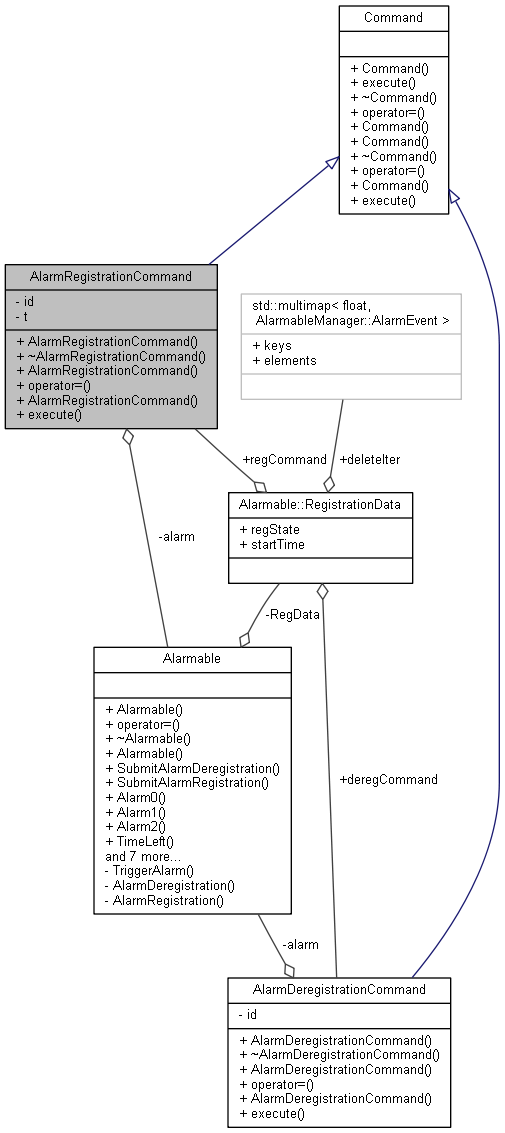 Command
+ Command()
+ execute()
+ ~Command()
+ operator=()
+ Command()
+ Command()
+ ~Command()
+ operator=()
+ Command()
+ execute()
AlarmRegistrationCommand
- id
- t
+ AlarmRegistrationCommand()
+ ~AlarmRegistrationCommand()
+ AlarmRegistrationCommand()
+ operator=()
+ AlarmRegistrationCommand()
+ execute()
std::multimap< float,
AlarmableManager::AlarmEvent >
+ keys
+ elements
+regCommand
+deleteIter
Alarmable::RegistrationData
+ regState
+ startTime
-alarm
-RegData
Alarmable
+ Alarmable()
+ operator=()
+ ~Alarmable()
+ Alarmable()
+ SubmitAlarmDeregistration()
+ SubmitAlarmRegistration()
+ Alarm0()
+ Alarm1()
+ Alarm2()
+ TimeLeft()
and 7 more...
- TriggerAlarm()
- AlarmDeregistration()
- AlarmRegistration()
+deregCommand
-alarm
AlarmDeregistrationCommand
- id
+ AlarmDeregistrationCommand()
+ ~AlarmDeregistrationCommand()
+ AlarmDeregistrationCommand()
+ operator=()
+ AlarmDeregistrationCommand()
+ execute()